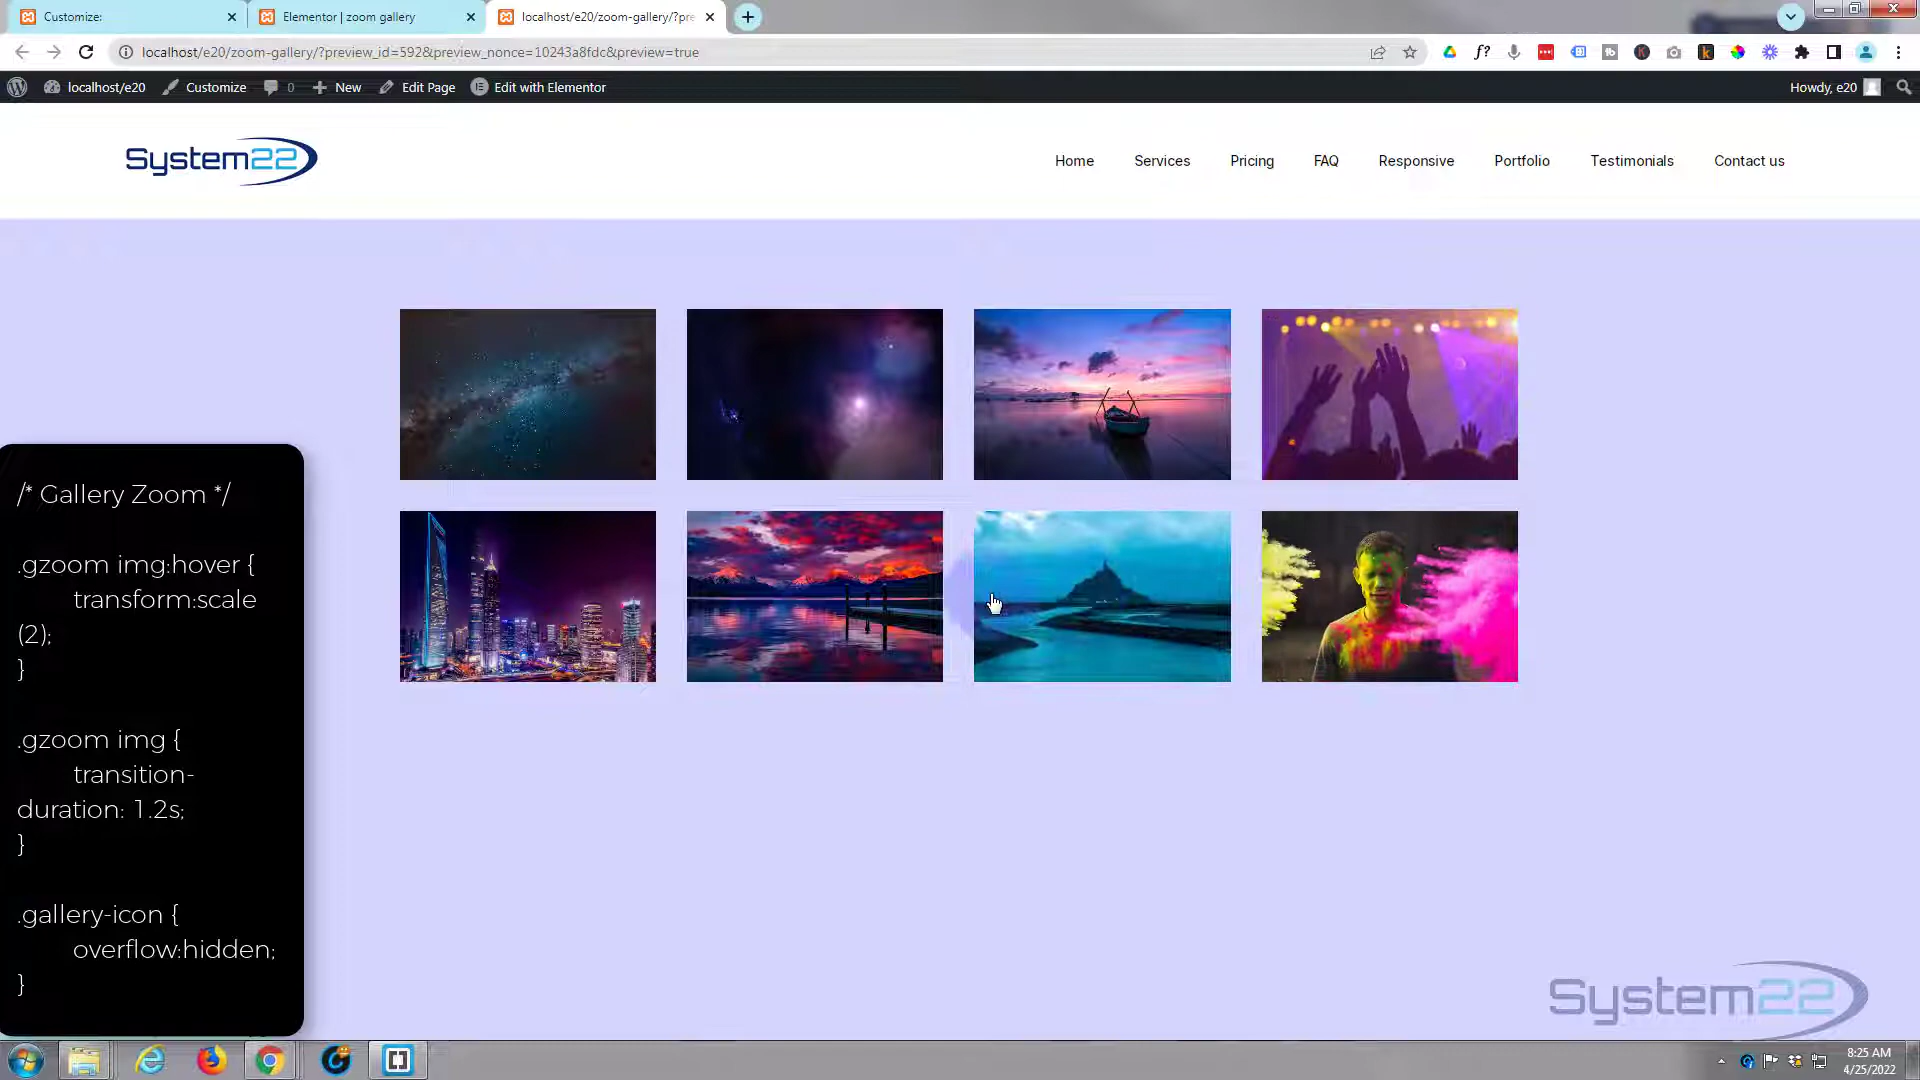 Customize:
Elementor | zoom gallery
localhost/e20/zoom-gallery/?pre
localhost/e20/zoom-gallery/?preview_id=592&preview_nonce=10243a8fdc&preview=true
f?
localhost/e20
Customize
0
New
Edit Page
Edit with Elementor
Howdy, e20
System22
Home
Services
Pricing
FAQ
Responsive
Portfolio
Testimonials
Contact us
/* Gallery Zoom */
.gzoom img:hover {
transform:scale
(2);
}
.gzoom img {
transition-
duration: 1.2s;
}
.gallery-icon {
overflow:hidden;
}
System22
8:25 AM
4/25/2022